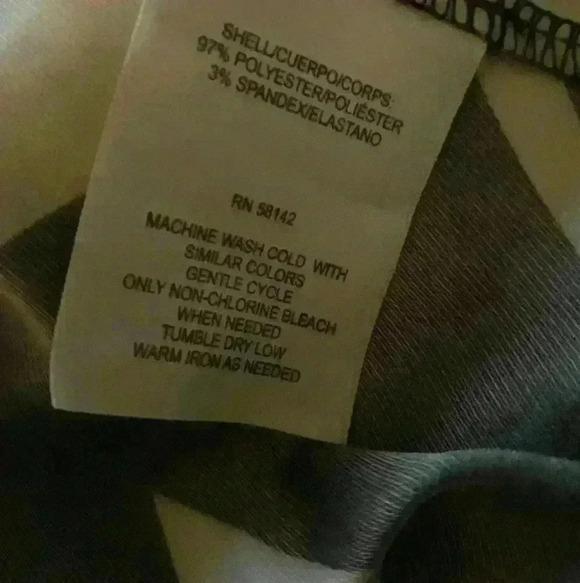 SHELL/CUERPO/CORPS:
97% POLYESTER/POLIÉSTER
3% SPANDEX/ELASTANO
RN 58142
MACHINE WASH COLD WITH
SIMILAR COLORS
GENTLE CYCLE
ONLY NON-CHLORINE BLEACH
WHEN NEEDED
TUMBLE DRY LOW
WARM IRON AS NEEDED